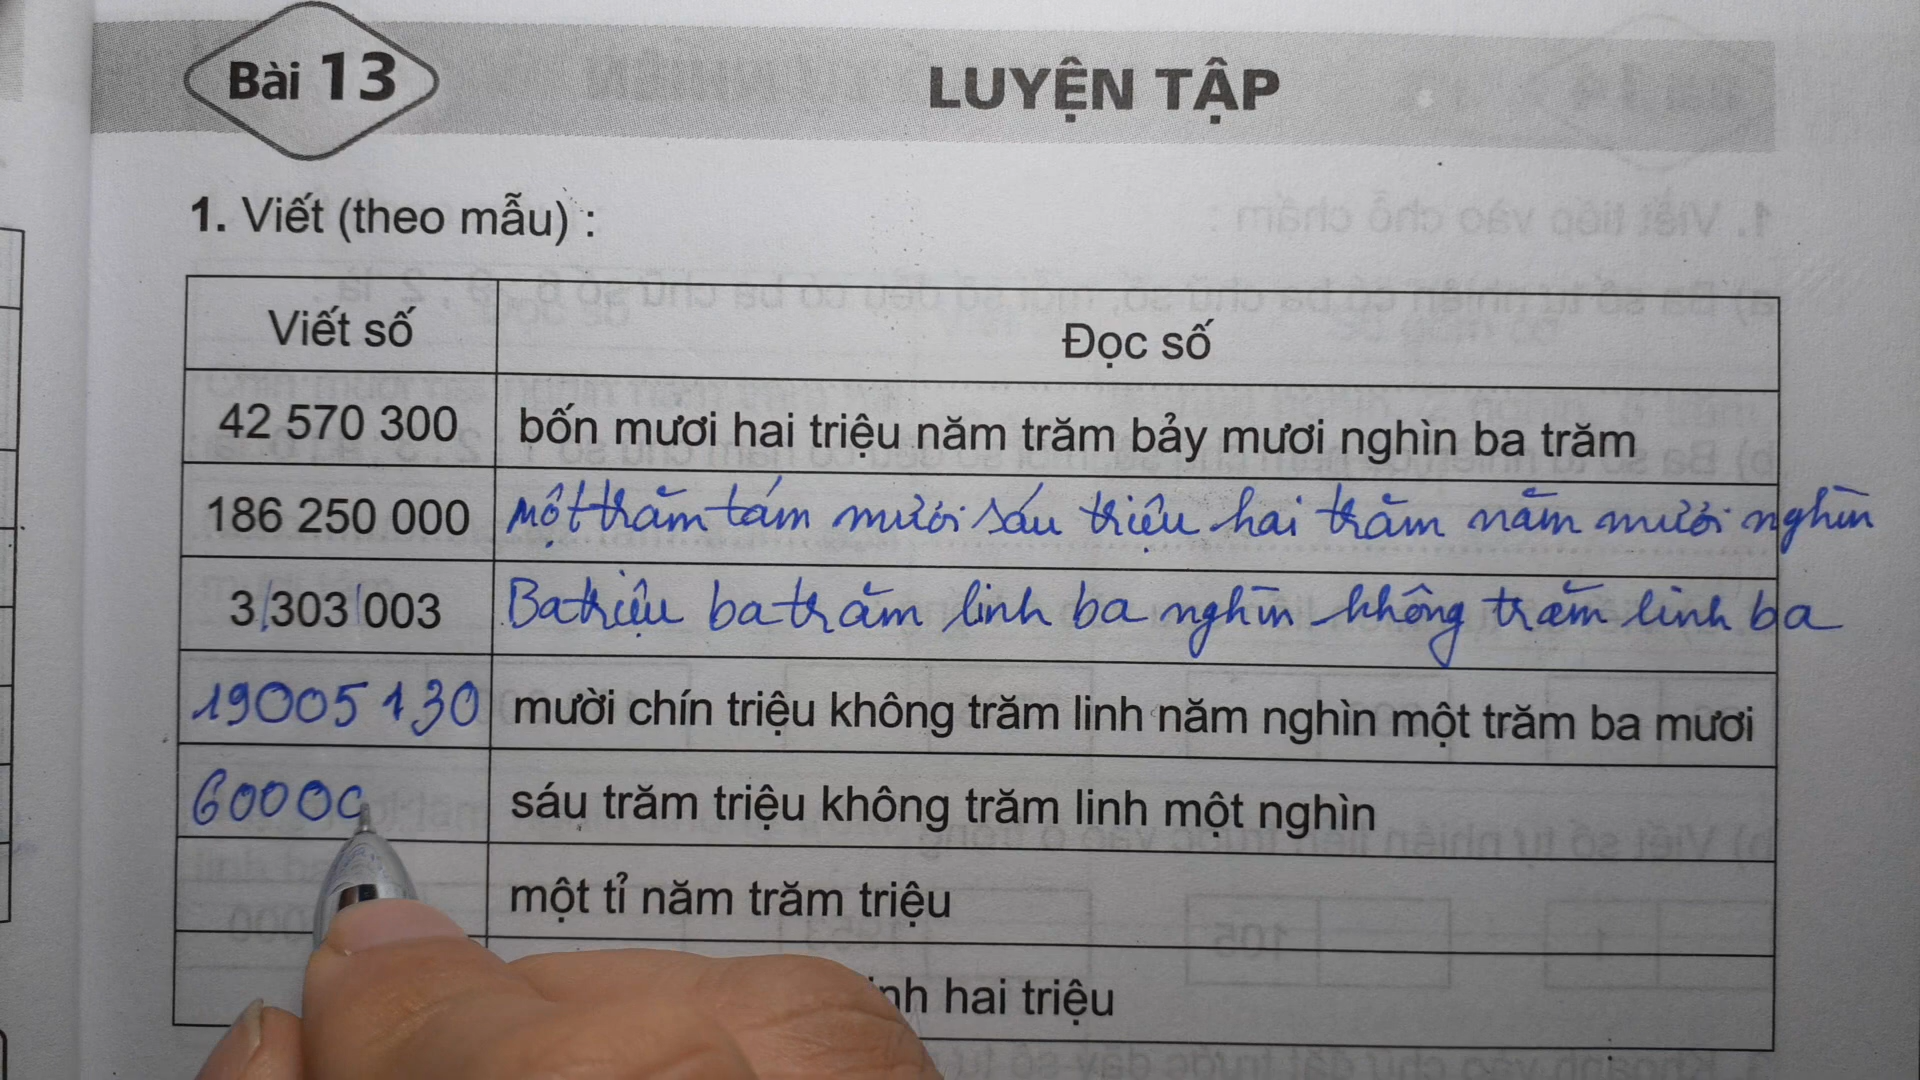 Bài 13 LUYỆN TẬP
1. Viết (theo mẫu) :
Viết số Đọc số
42 570 300 bốn mươi hai triệu năm trăm bảy mươi nghìn ba trăm
186 250 000 một trăm tám mươi sáu triệu hai trăm năm mươi nghìn
3 303 003 Ba triệu ba trăm linh ba nghìn không trăm linh ba
19005 130 mười chín triệu không trăm linh năm nghìn một trăm ba mươi
60000 sáu trăm triệu không trăm linh một nghìn
một tỉ năm trăm triệu
hai triệu